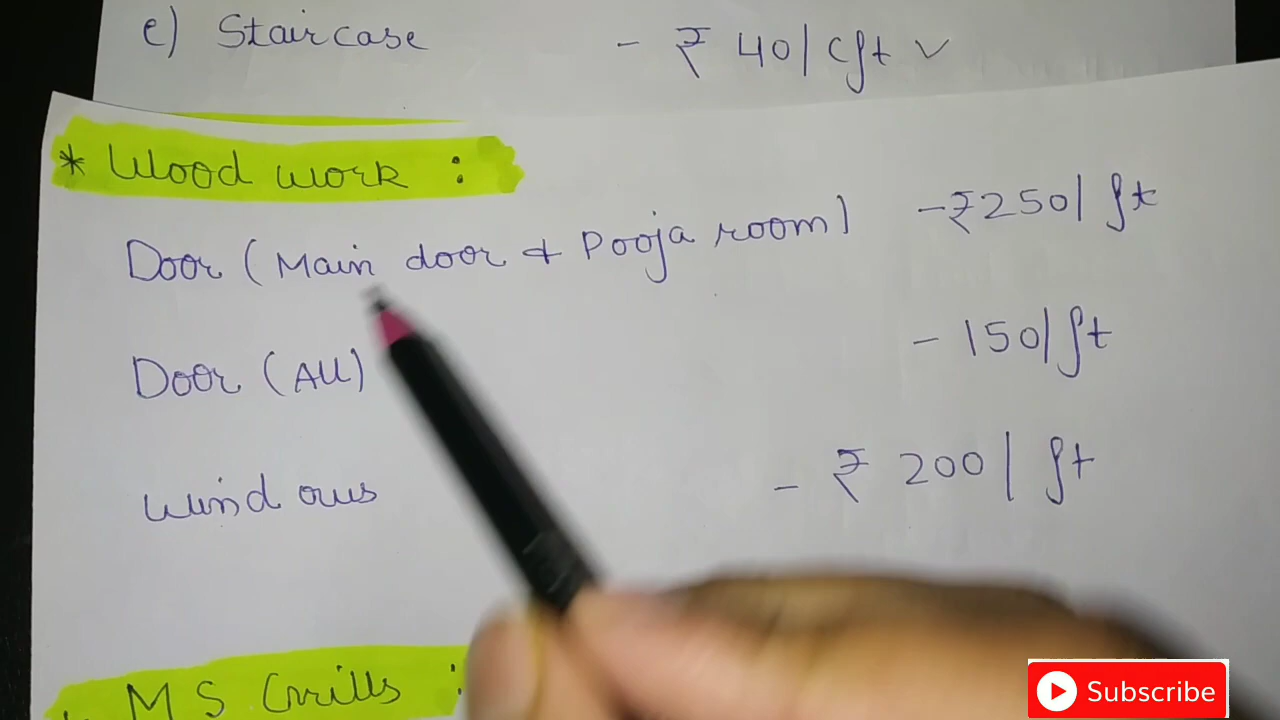 e) Staircase - ₹ 40/cft ✓
* Wood work :
Door (Main door & Pooja room) - ₹250/ft
Door (All) - 150/ft
Windows - ₹ 200/ft
M S Grills :
Subscribe